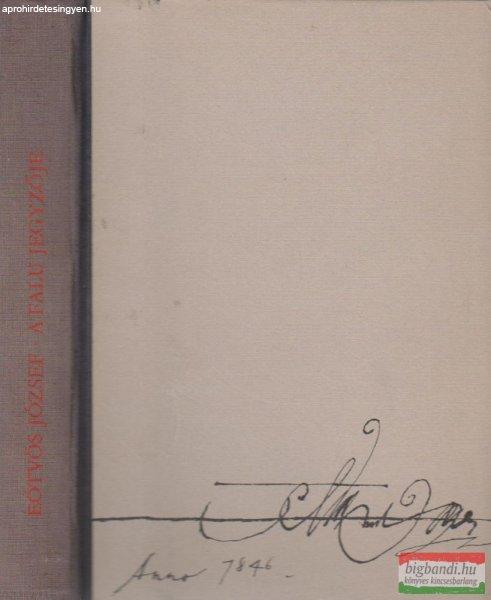 aprohirdetesingyen.hu
EÖTVÖS JÓZSEF · A FALU JEGYZŐJE
Anno 1846
bigbandi.hu
könyves kincsesbarlang